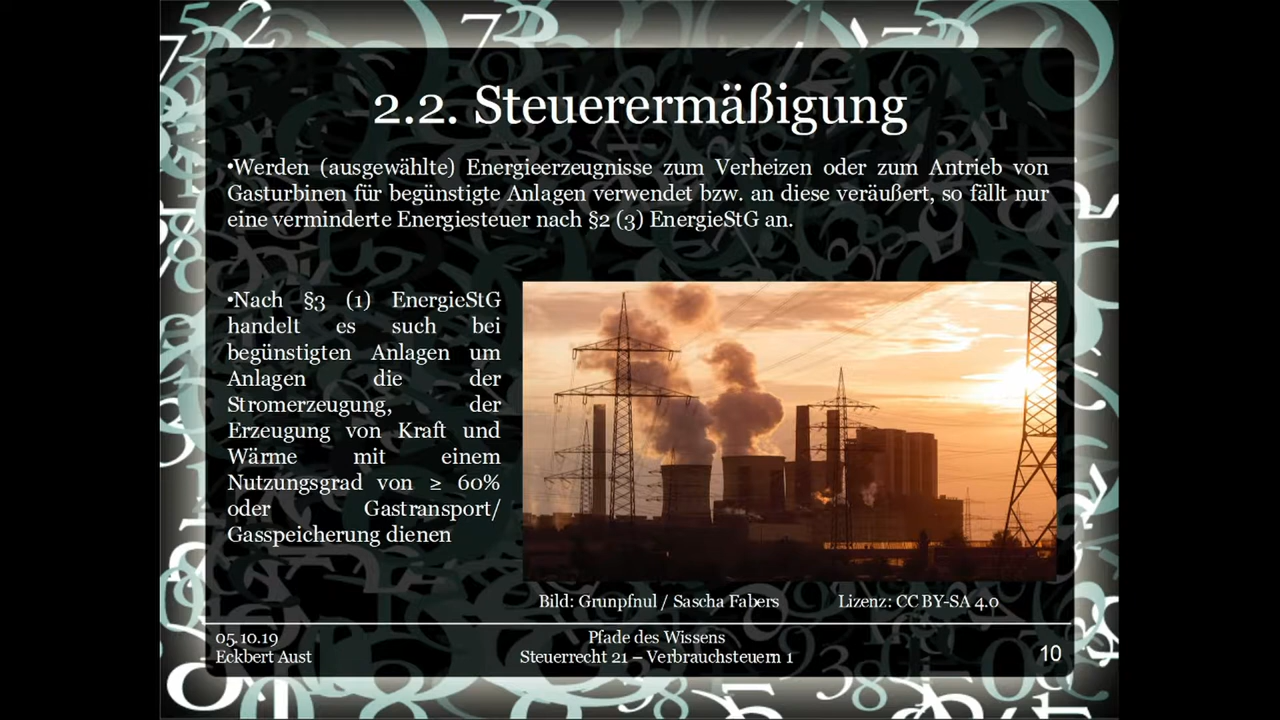 2.2. Steuerermäßigung
•Werden (ausgewählte) Energieerzeugnisse zum Verheizen oder zum Antrieb von
Gasturbinen für begünstigte Anlagen verwendet bzw. an diese veräußert, so fällt nur
eine verminderte Energiesteuer nach §2 (3) EnergieStG an.
•Nach §3 (1) EnergieStG
handelt es such bei
begünstigten Anlagen um
Anlagen die der
Stromerzeugung, der
Erzeugung von Kraft und
Wärme mit einem
Nutzungsgrad von ≥ 60%
oder Gastransport/
Gasspeicherung dienen
Bild: Grunpfnul / Sascha Fabers Lizenz: CC BY-SA 4.0
05.10.19
Eckbert Aust
Pfade des Wissens
Steuerrecht 21 – Verbrauchsteuern 1
10